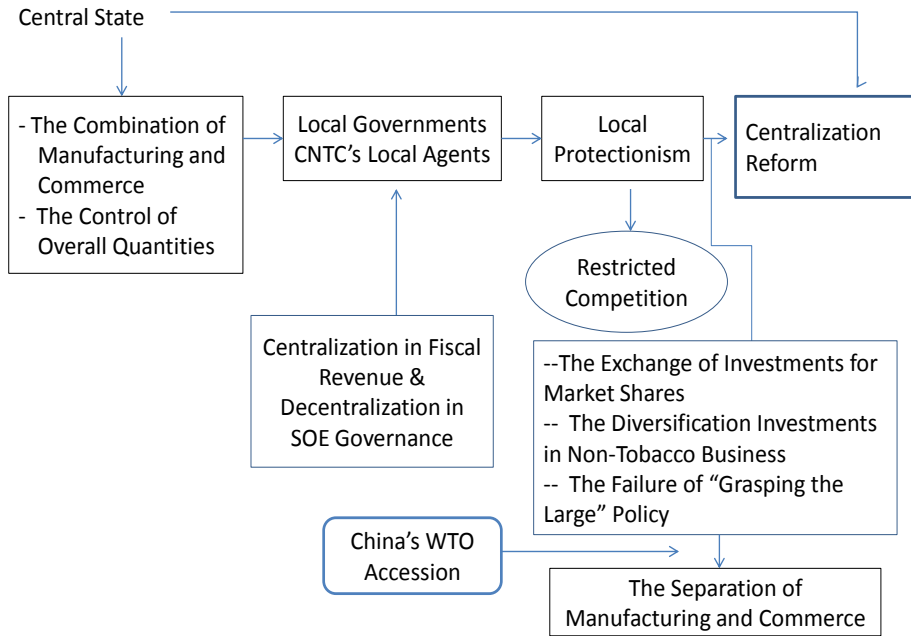 Central State
- The Combination of
Manufacturing and
Commerce
- The Control of
Overall Quantities
Local Governments
CNTC's Local Agents
Local
Protectionism
Centralization
Reform
Restricted
Competition
Centralization in Fiscal
Revenue &
Decentralization in
SOE Governance
--The Exchange of Investments for
Market Shares
-- The Diversification Investments
in Non-Tobacco Business
-- The Failure of “Grasping the
Large” Policy
China's WTO
Accession
The Separation of
Manufacturing and Commerce